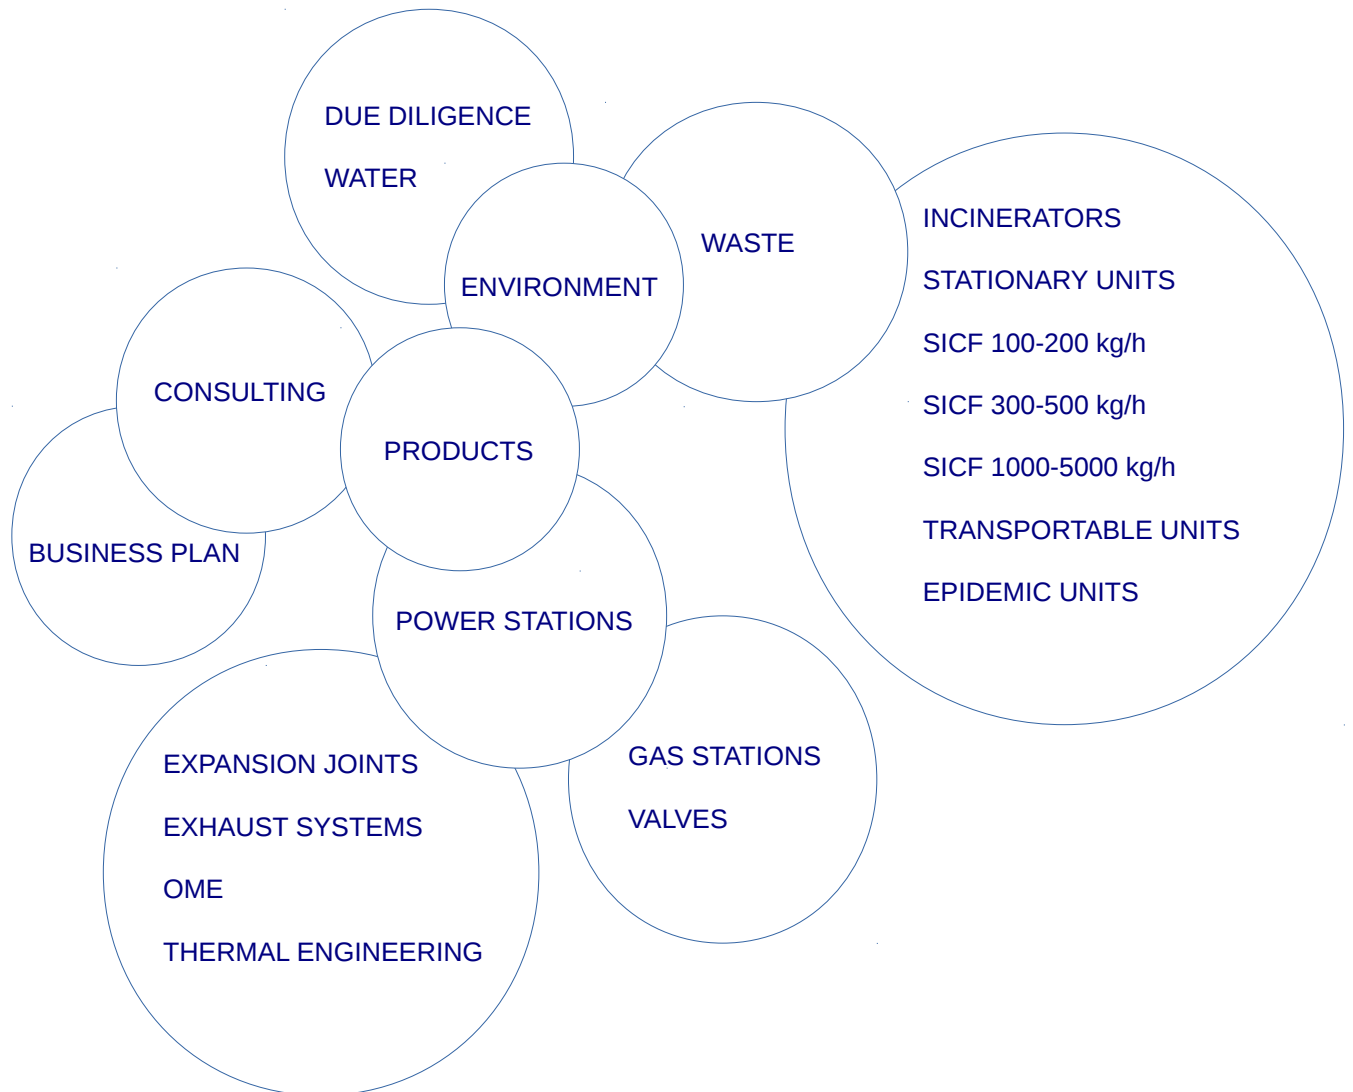 DUE DILIGENCE
WATER
ENVIRONMENT
WASTE
INCINERATORS
STATIONARY UNITS
SICF 100-200 kg/h
SICF 300-500 kg/h
SICF 1000-5000 kg/h
TRANSPORTABLE UNITS
EPIDEMIC UNITS
CONSULTING
BUSINESS PLAN
PRODUCTS
POWER STATIONS
EXPANSION JOINTS
EXHAUST SYSTEMS
OME
THERMAL ENGINEERING
GAS STATIONS
VALVES